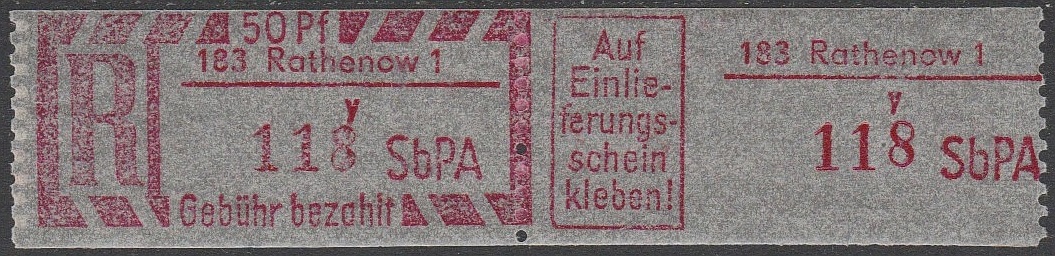 50 Pf
R
183 Rathenow 1
v
118 SbPA
Gebühr bezahlt
Auf
Einlie-
ferungs-
schein
kleben!
183 Rathenow 1
v
118 SbPA